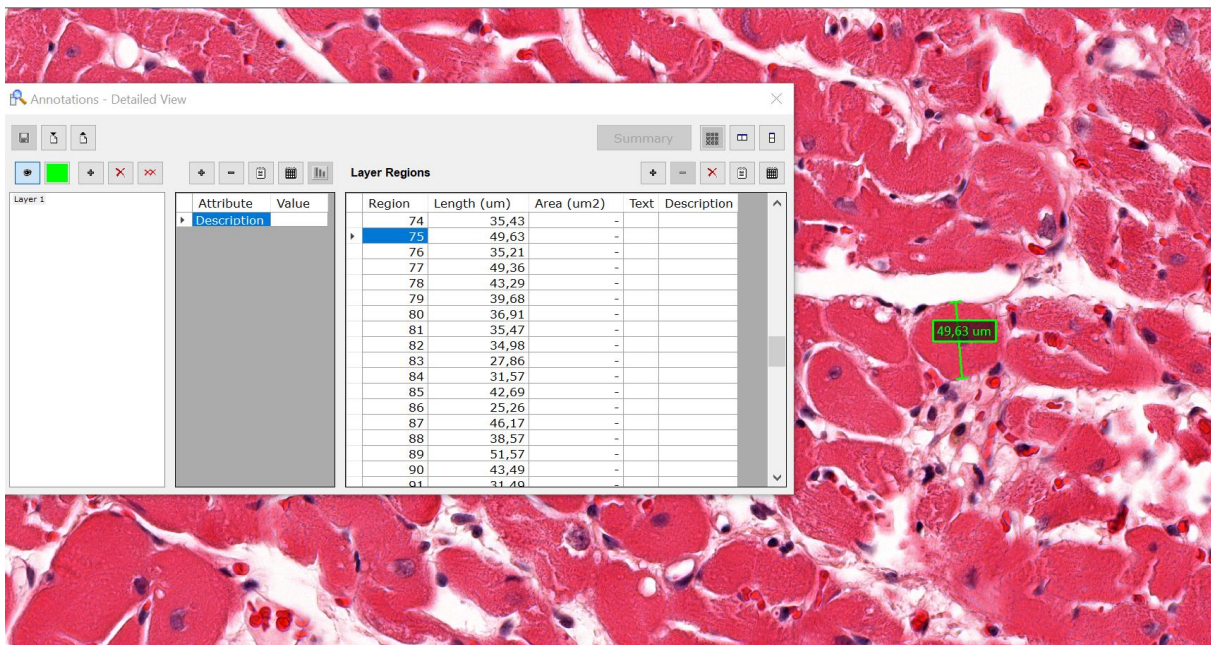 Annotations - Detailed View
Summary
Layer Regions
Layer 1
Attribute Value
Description
Region Length (um) Area (um2) Text Description
74 35,43 -
75 49,63 -
76 35,21 -
77 49,36 -
78 43,29 -
79 39,68 -
80 36,91 -
81 35,47 -
82 34,98 -
83 27,86 -
84 31,57 -
85 42,69 -
86 25,26 -
87 46,17 -
88 38,57 -
89 51,57 -
90 43,49 -
91 31,49 -
49,63 um